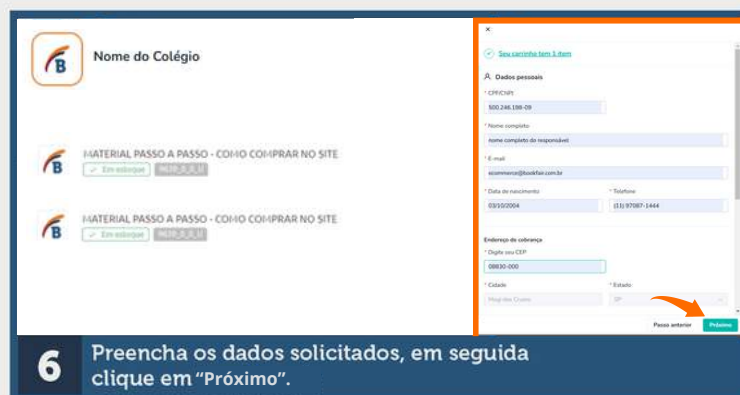 Nome do Colégio
MATERIAL PASSO A PASSO - COMO COMPRAR NO SITE
Em estoque
MATERIAL PASSO A PASSO - COMO COMPRAR NO SITE
Em estoque
×
Seu carrinho tem 1 item
Dados pessoais
* CPF/CNPJ
500.246.198-09
* Nome completo
nome completo do responsável
* E-mail
ecommerce@bookfair.com.br
* Data de nascimento * Telefone
03/10/2004 (11) 97087-1444
Endereço de cobrança
* Digite seu CEP
08830-000
* Cidade * Estado
Mogi das Cruzes SP
Passo anterior Próximo
6 Preencha os dados solicitados, em seguida
clique em “Próximo”.